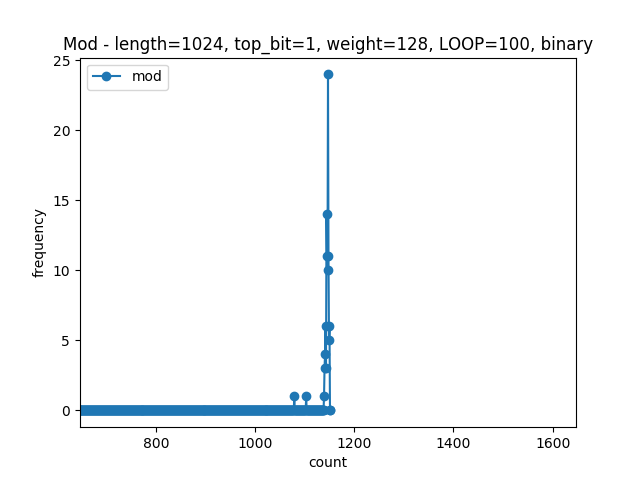 Mod - length=1024, top_bit=1, weight=128, LOOP=100, binary
mod
25
20
15
10
5
0
frequency
800
1000
1200
1400
1600
count